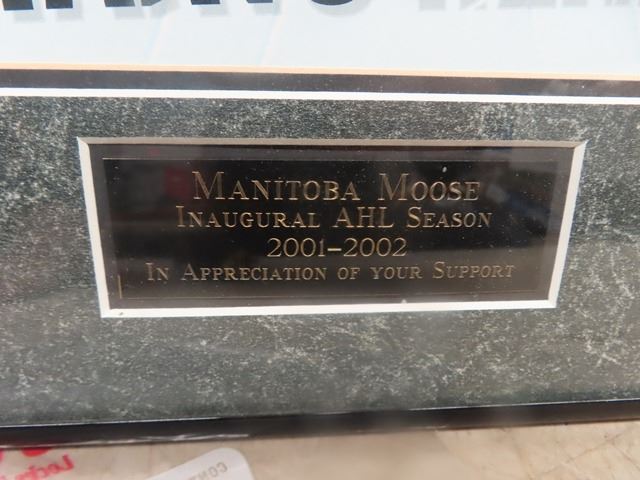 MANITOBA MOOSE
INAUGURAL AHL SEASON
2001-2002
IN APPRECIATION OF YOUR SUPPORT